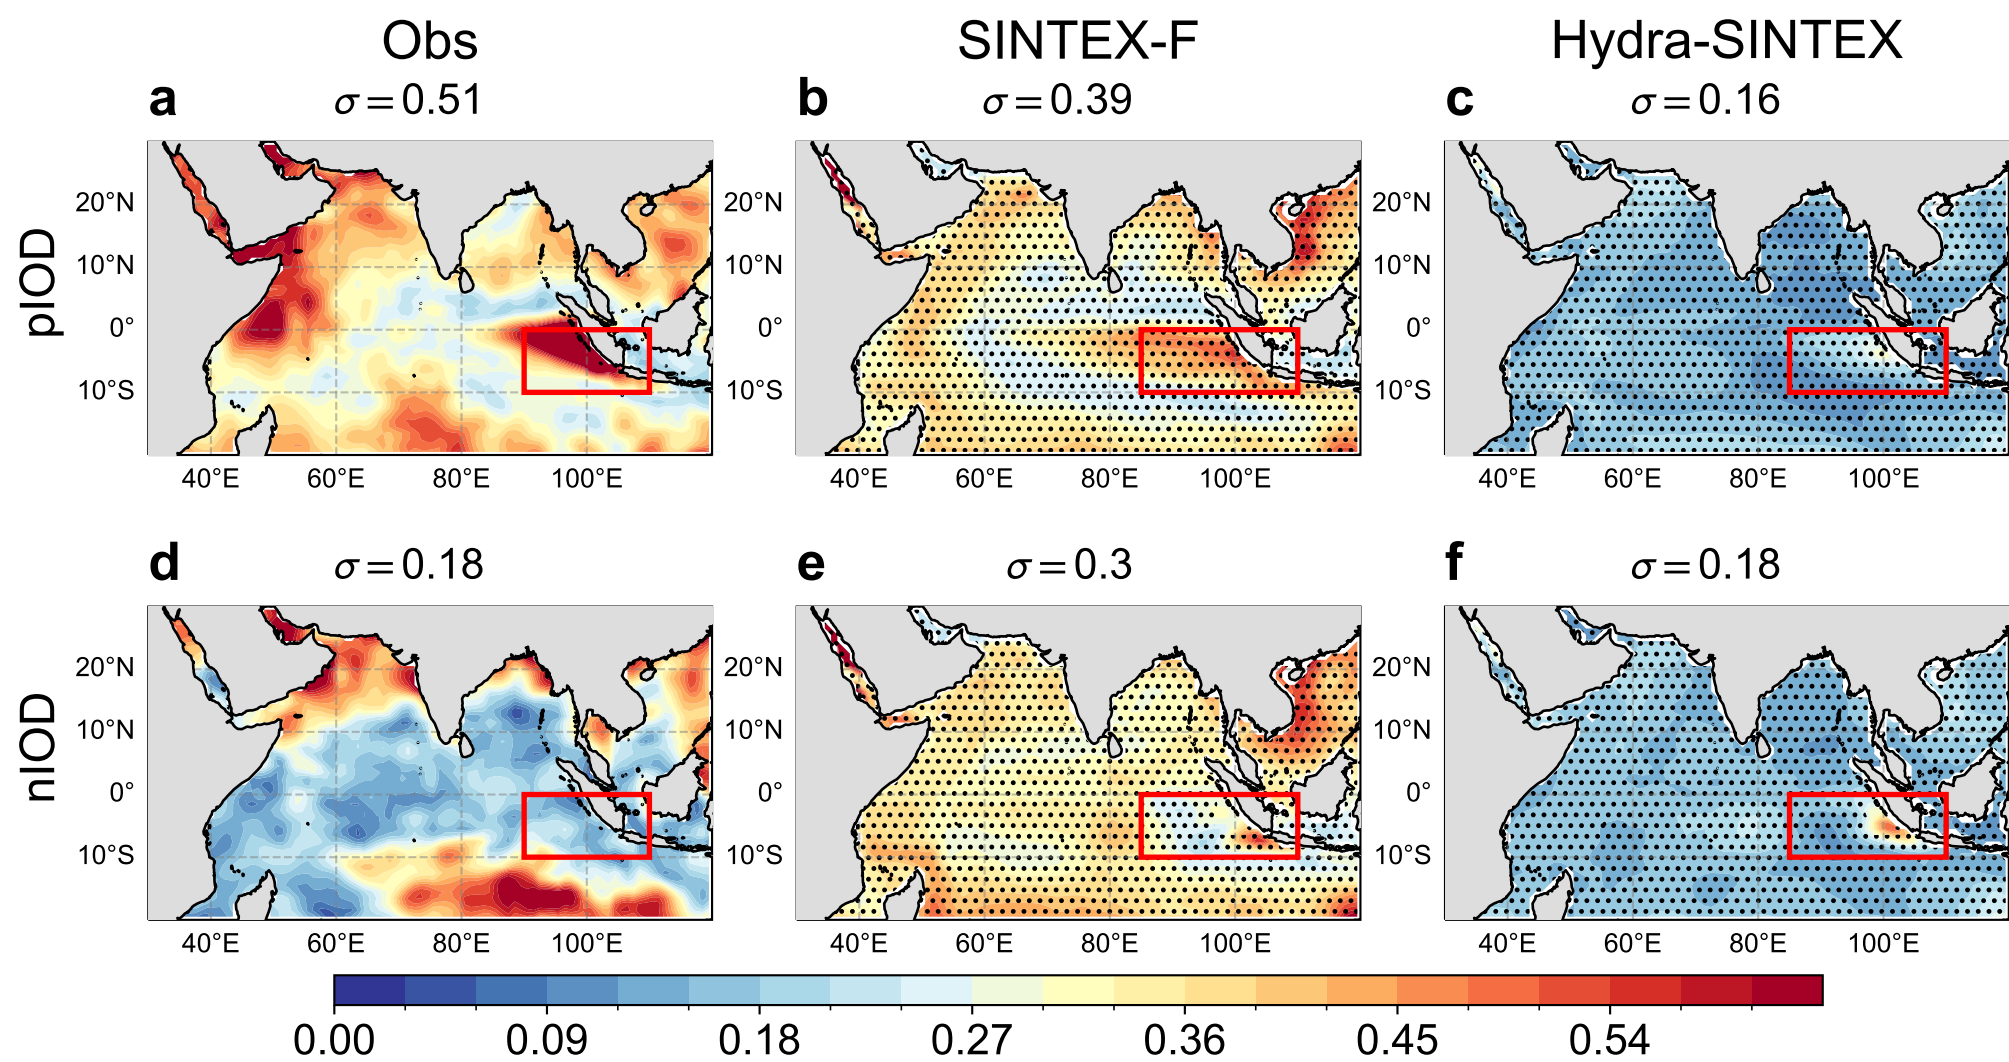 Obs SINTEX-F Hydra-SINTEX
a σ = 0.51 b σ = 0.39 c σ = 0.16
pIOD
20°N 20°N 20°N
10°N 10°N 10°N
0° 0° 0°
10°S 10°S 10°S
40°E 60°E 80°E 100°E 40°E 60°E 80°E 100°E 40°E 60°E 80°E 100°E
d σ = 0.18 e σ = 0.3 f σ = 0.18
nIOD
20°N 20°N 20°N
10°N 10°N 10°N
0° 0° 0°
10°S 10°S 10°S
40°E 60°E 80°E 100°E 40°E 60°E 80°E 100°E 40°E 60°E 80°E 100°E
0.00 0.09 0.18 0.27 0.36 0.45 0.54